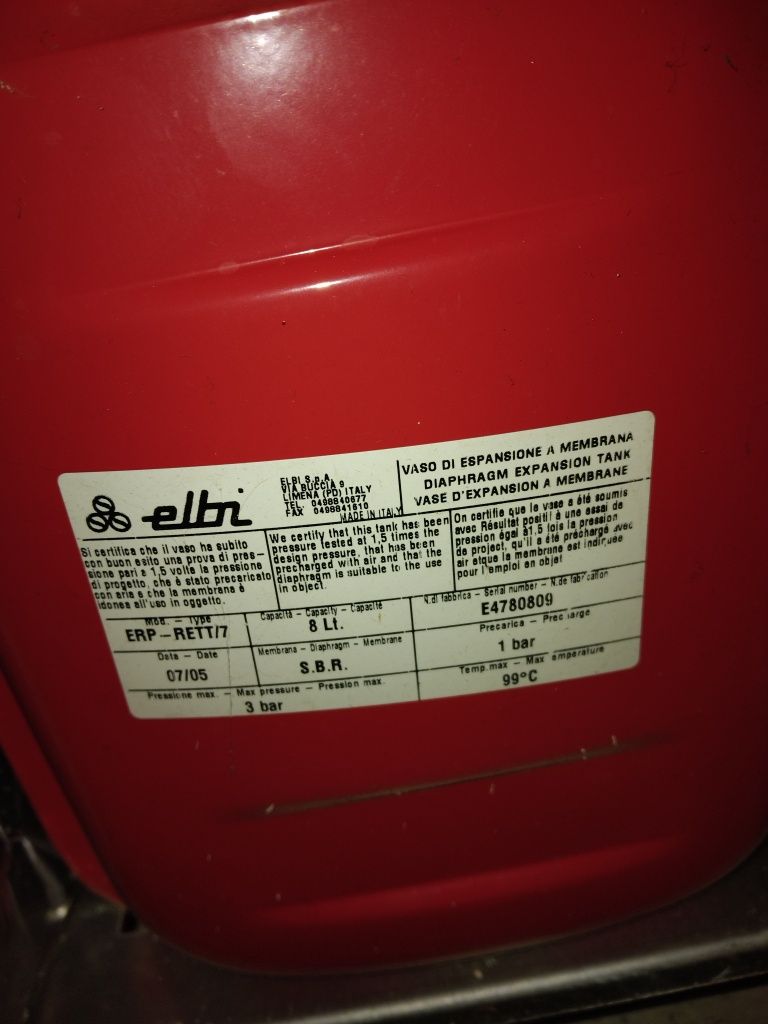 elbi
ELBI S.p.A.
VIA BUCCIA 9
LIMENA (PD) ITALY
TEL. 0498840677
FAX 0498841610
MADE IN ITALY
VASO DI ESPANSIONE A MEMBRANA
DIAPHRAGM EXPANSION TANK
VASE D'EXPANSION A MEMBRANE
Si certifica che il vaso ha subito
con buon esito una prova di pres-
sione pari a 1,5 volte la pressione
di progetto, che è stato precaricato
con aria e che la membrana è
idonea all'uso in oggetto.
We certify that this tank has been
pressure tested at 1,5 times the
design pressure, that has been
precharged with air and that the
diaphragm is suitable to the use
in object.
On certifie que le vase a été soumis
avec Résultat positif à une essai de
pression égal à1,5 fois la pression
de project, qu'il a été préchargé avec
air etque la membrane est indiquée
pour l'emploi en objet
Mod. - Type
ERP-RETT/7
Capacità - Capacity - Capacité
8 Lt.
N.di fabbrica - Serial number - N.de fabrication
E4780809
Data - Date
07/05
Membrana - Diaphragm - Membrane
S.B.R.
Precarica - Precharge
1 bar
Pressione max. - Max pressure - Pression max.
3 bar
Temp.max - Max temperature
99°C